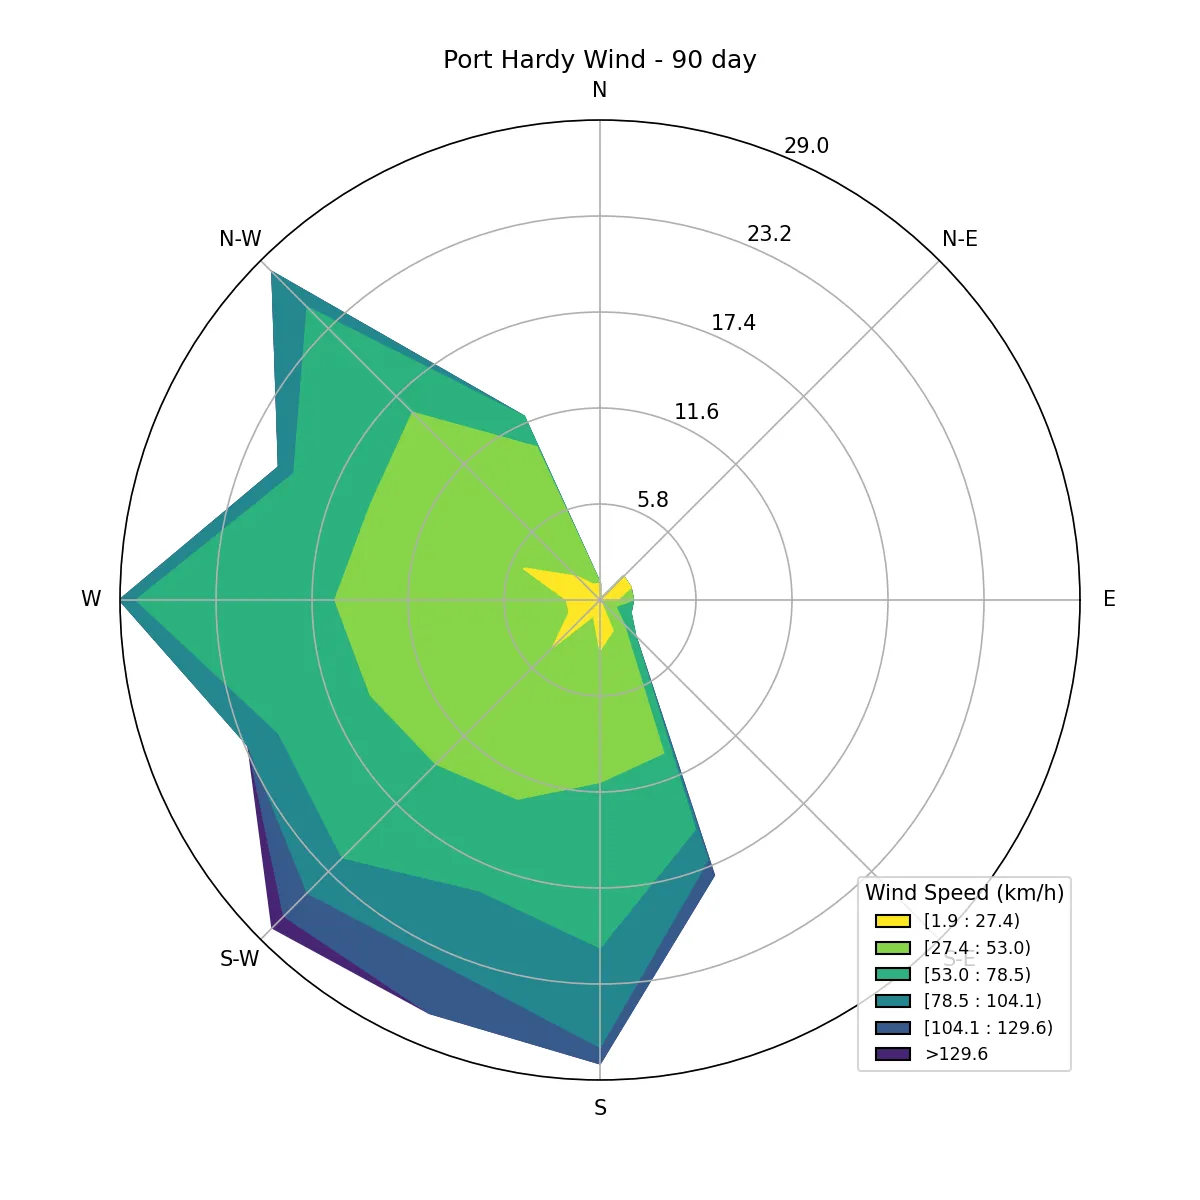 Port Hardy Wind - 90 day
N
29.0
23.2
N-W
N-E
17.4
11.6
5.8
W
E
Wind Speed (km/h)
[1.9 : 27.4)
[27.4 : 53.0)
S-E
[53.0 : 78.5)
[78.5 : 104.1)
[104.1 : 129.6)
>129.6
S-W
S